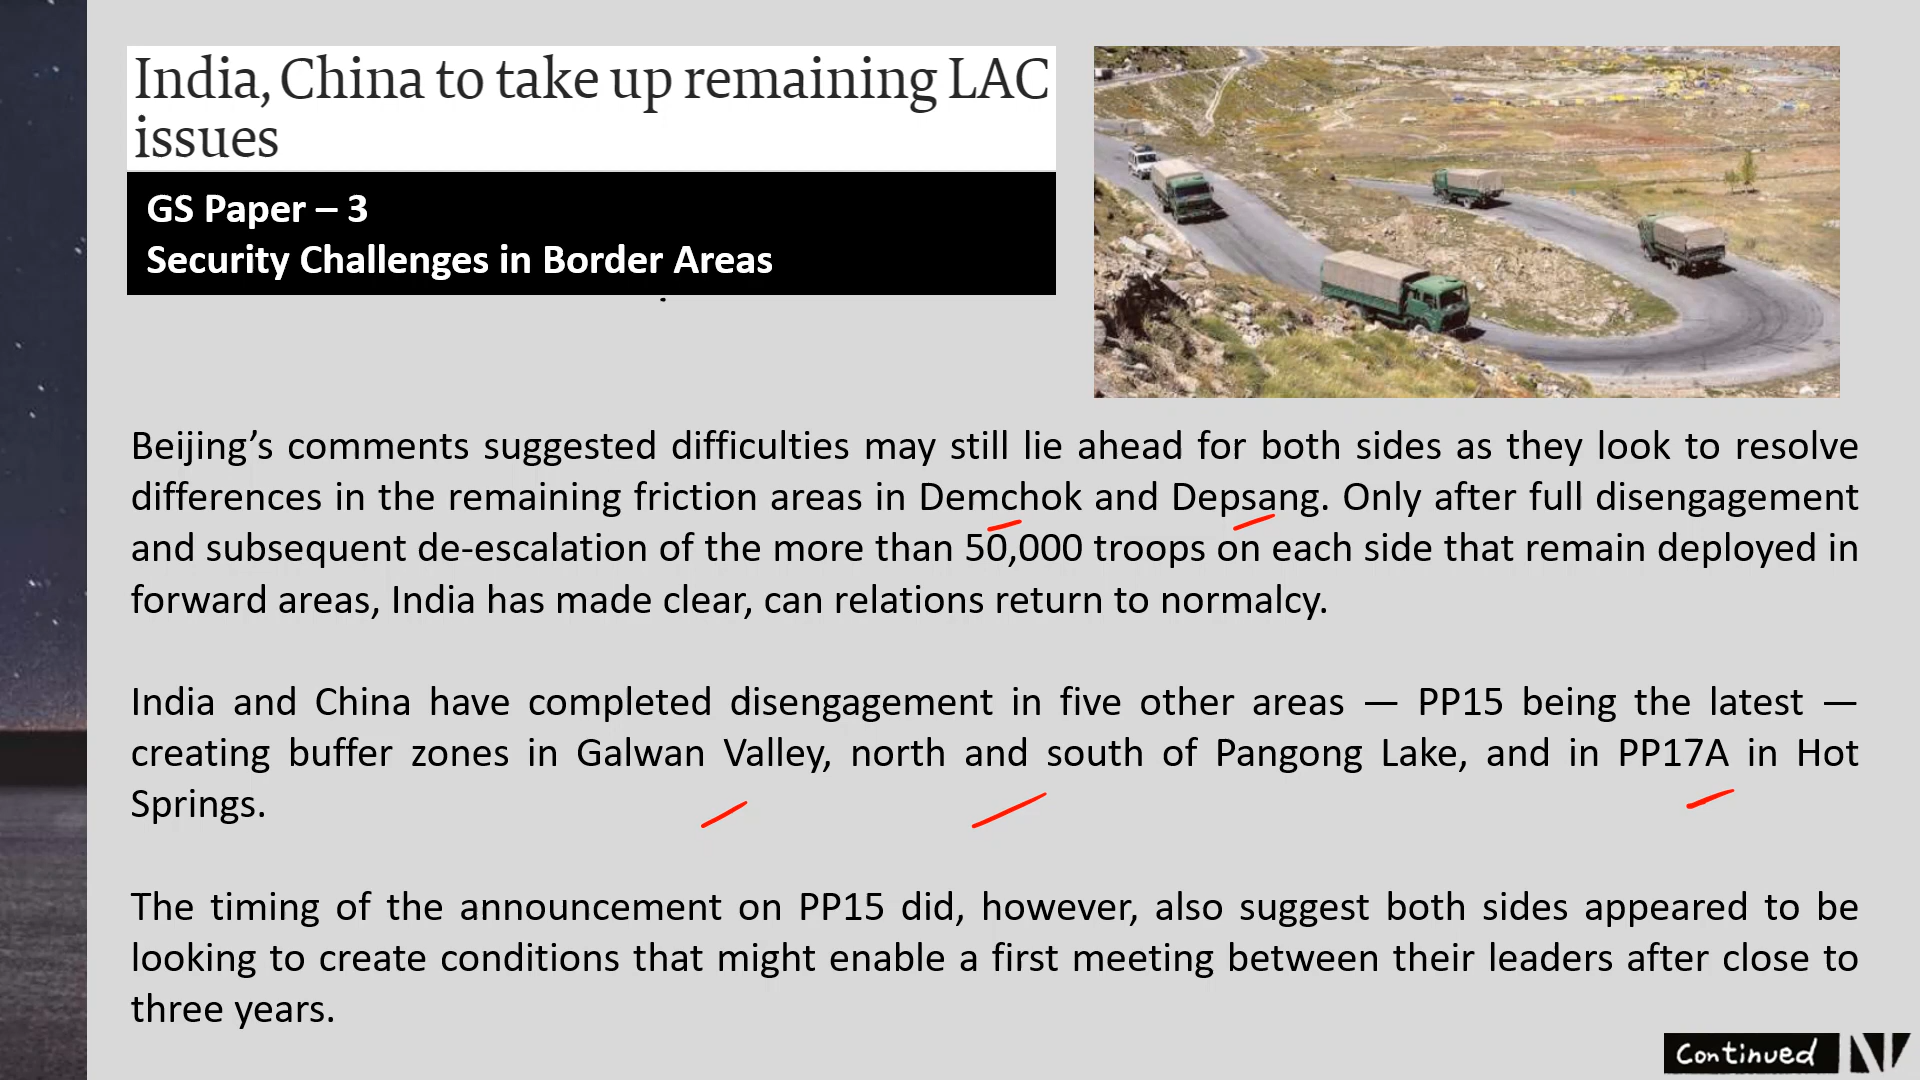 India, China to take up remaining LAC
issues
GS Paper – 3
Security Challenges in Border Areas
Beijing’s comments suggested difficulties may still lie ahead for both sides as they look to resolve
differences in the remaining friction areas in Demchok and Depsang. Only after full disengagement
and subsequent de-escalation of the more than 50,000 troops on each side that remain deployed in
forward areas, India has made clear, can relations return to normalcy.
India and China have completed disengagement in five other areas — PP15 being the latest —
creating buffer zones in Galwan Valley, north and south of Pangong Lake, and in PP17A in Hot
Springs.
The timing of the announcement on PP15 did, however, also suggest both sides appeared to be
looking to create conditions that might enable a first meeting between their leaders after close to
three years.
Continued